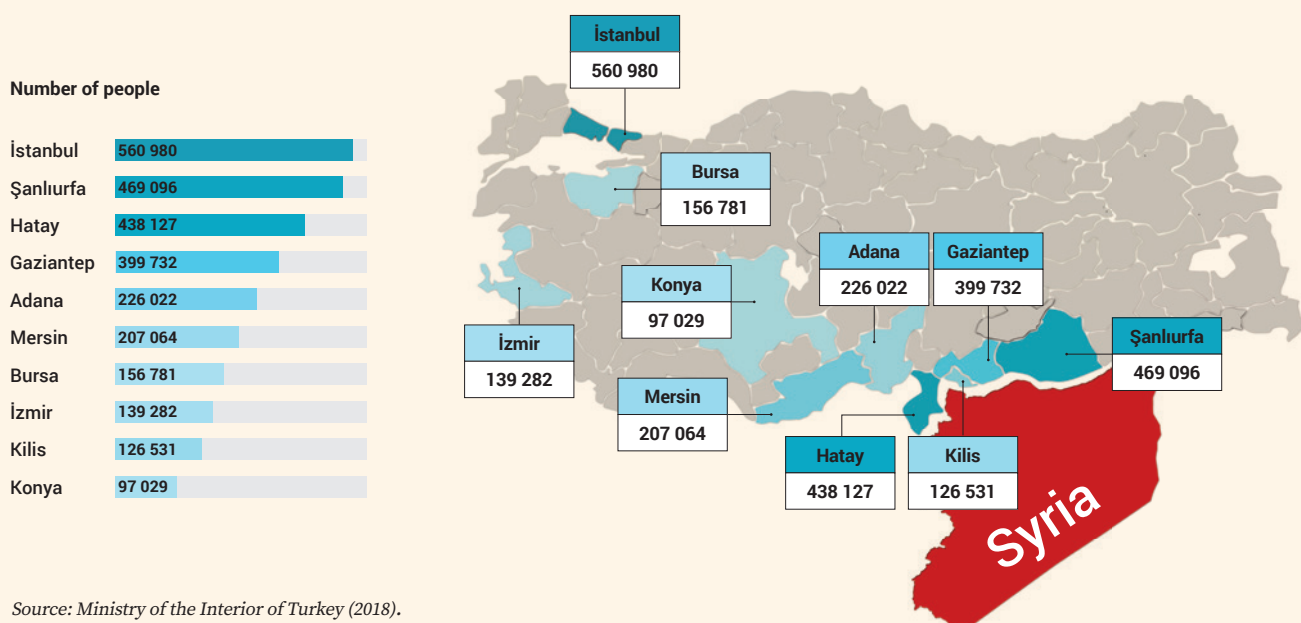 Number of people
İstanbul 560 980
Şanlıurfa 469 096
Hatay 438 127
Gaziantep 399 732
Adana 226 022
Mersin 207 064
Bursa 156 781
İzmir 139 282
Kilis 126 531
Konya 97 029
İstanbul
560 980
Bursa
156 781
Adana
226 022
Gaziantep
399 732
Konya
97 029
Şanlıurfa
469 096
İzmir
139 282
Mersin
207 064
Hatay
438 127
Kilis
126 531
Syria
Source: Ministry of the Interior of Turkey (2018).